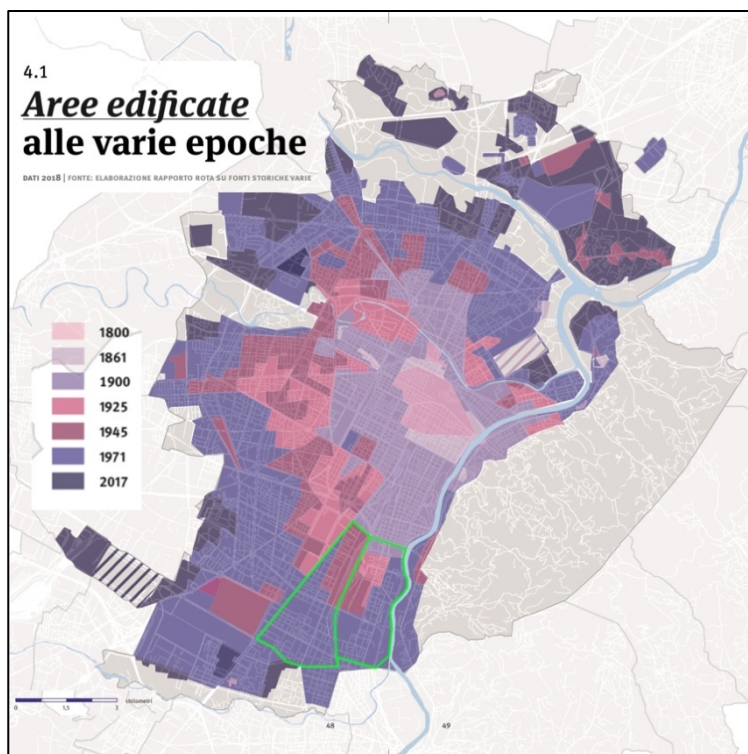 4.1
Aree edificate
alle varie epoche
DATI 2018 | FONTE: ELABORAZIONE RAPPORTO ROTA SU FONTI STORICHE VARIE
1800
1861
1900
1925
1945
1971
2017
chilometri
0 1,5 3
48 49